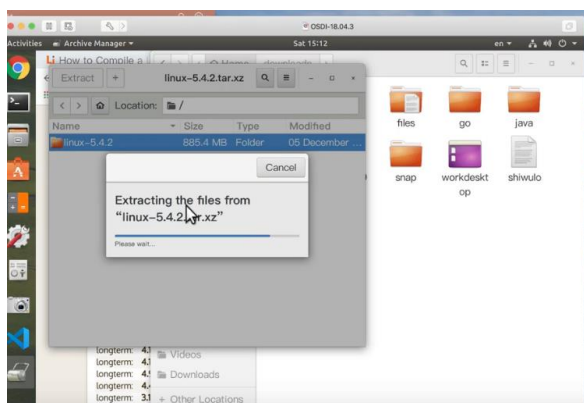 OSDI-18.04.3
Activities Archive Manager Sat 15:12 en
How to Compile a
Extract + linux-5.4.2.tar.xz
Location: /
Name Size Type Modified
linux-5.4.2 885.4 MB Folder 05 December ...
Cancel
Extracting the files from
"linux-5.4.2.tar.xz"
Please wait...
files go java
snap workdeskt
op shiwulo
longterm:
Videos
longterm:
longterm:
Downloads
longterm:
longterm:
+ Other Locations